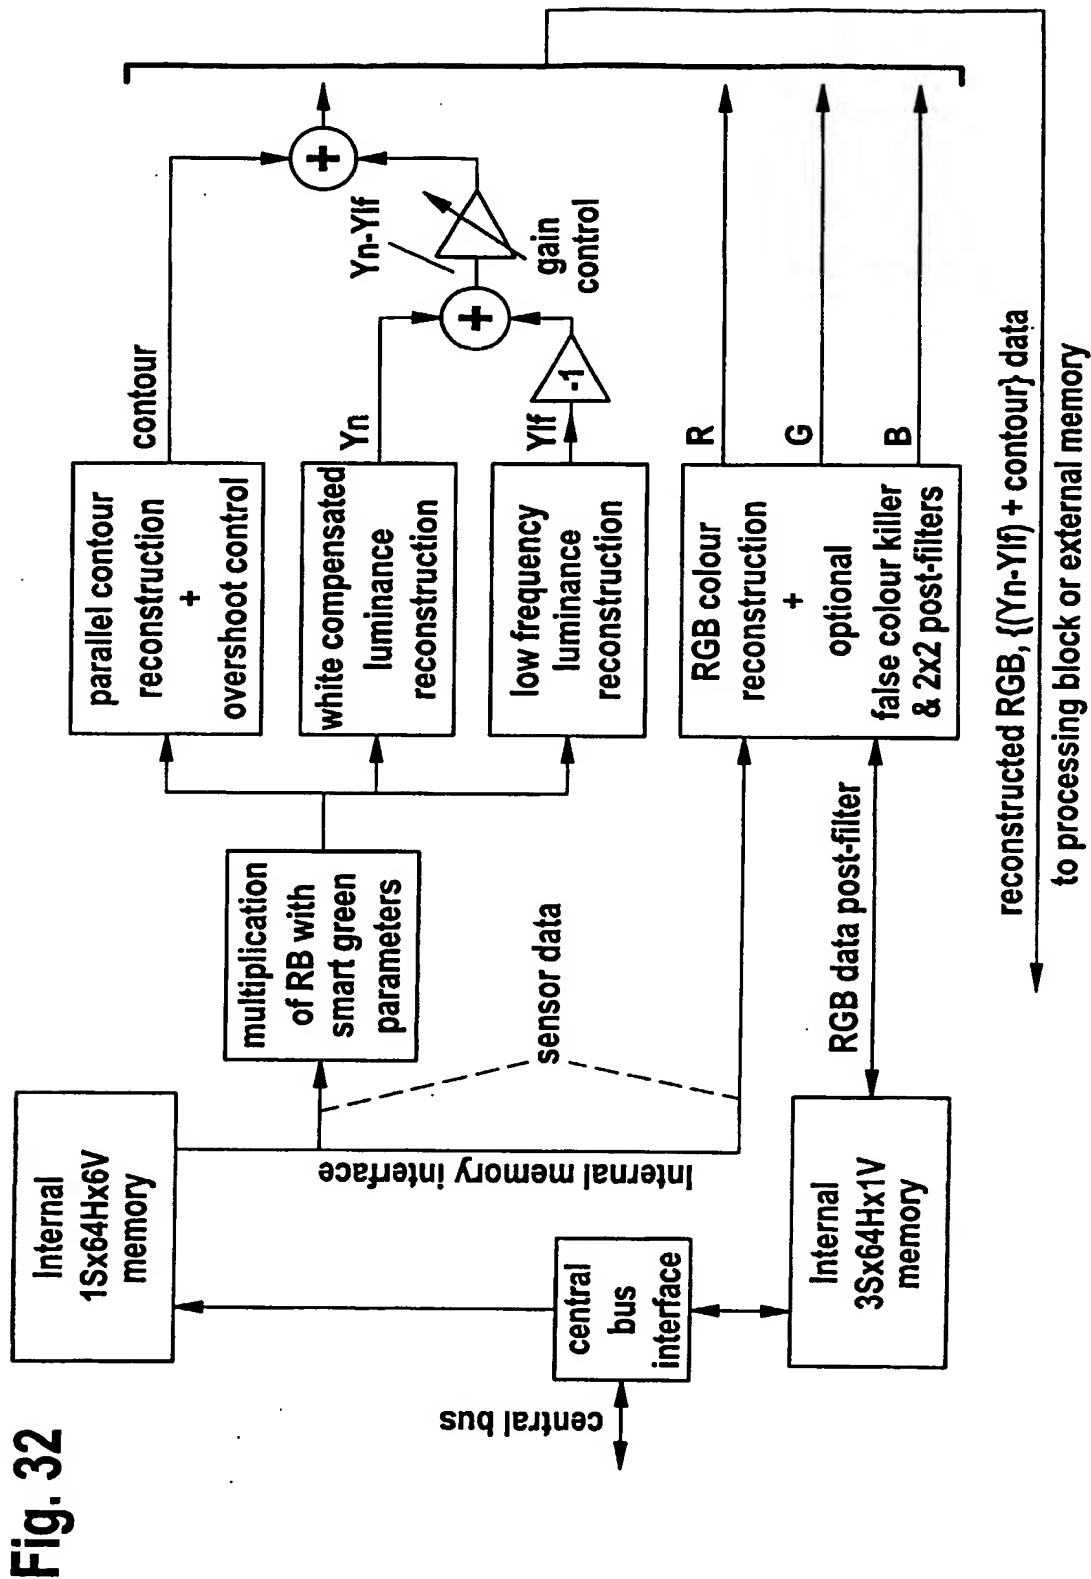 Fig. 32
Internal
1Sx64Hx6V
memory
central bus
central
bus
interface
Internal
3Sx64Hx1V
memory
Internal memory interface
multiplication
of RB with
smart green
parameters
sensor data
RGB data post-filter
parallel contour
reconstruction
+
overshoot control
white compensated
luminance
reconstruction
low frequency
luminance
reconstruction
RGB colour
reconstruction
+
optional
false colour killer
& 2x2 post-filters
contour
Yn
Ylf
-1
+
Yn-Ylf
gain
control
+
R
G
B
reconstructed RGB, {(Yn-Ylf) + contour} data
to processing block or external memory